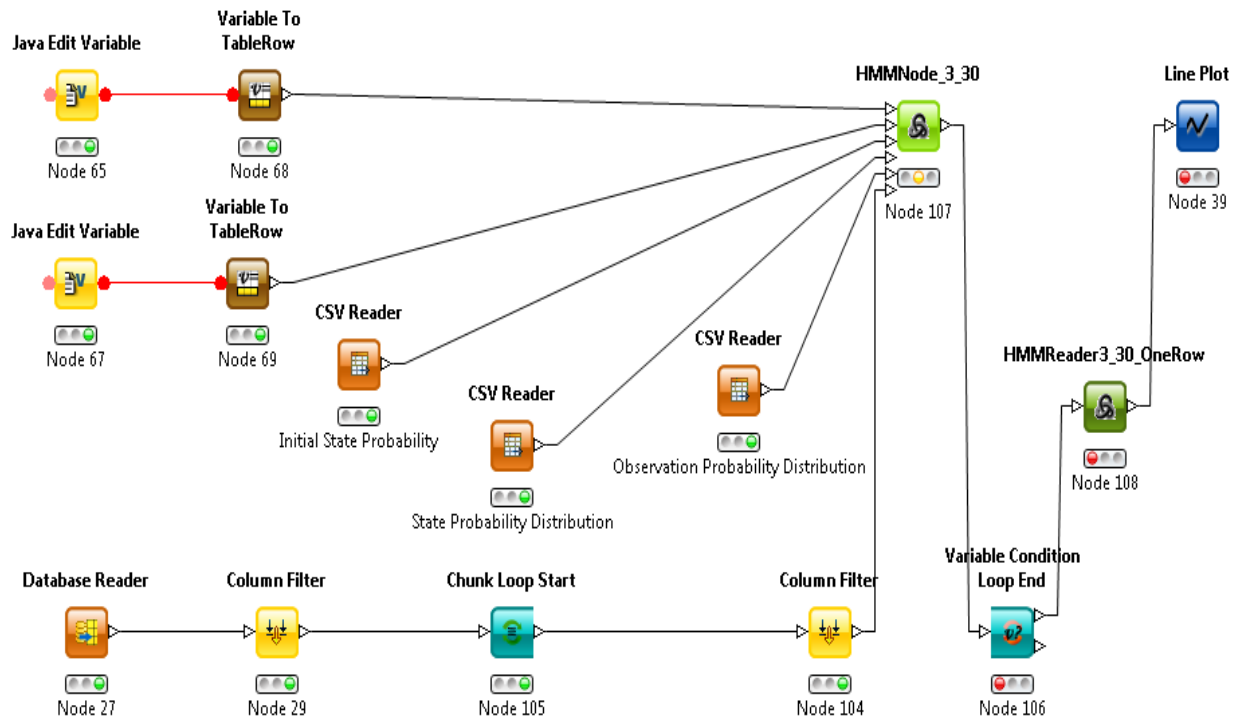 Java Edit Variable
Variable To
TableRow
Node 65
Node 68
HMMNode_3_30
Node 107
Line Plot
Node 39
Java Edit Variable
Variable To
TableRow
Node 67
Node 69
CSV Reader
Initial State Probability
CSV Reader
State Probability Distribution
CSV Reader
Observation Probability Distribution
HMMReader3_30_OneRow
Node 108
Database Reader
Node 27
Column Filter
Node 29
Chunk Loop Start
Node 105
Column Filter
Node 104
Variable Condition
Loop End
Node 106